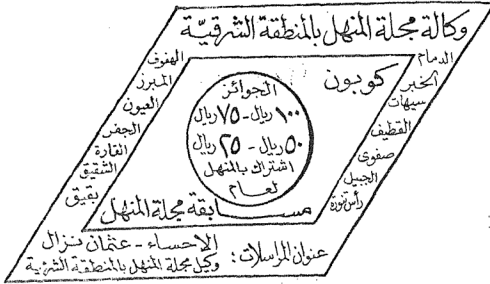 وكالة مجلة المنهل بالمنطقة الشرقية
الدمام
الخبر
سيهات
القطيف
صفوى
الجبيل
رأس تنورة
الهفوف
المبرز
العيون
الجفر
القارة
الشقيق
بقيق
كوبون
الجوائز
١٠٠ ريال - ٧٥ ريال
٥٠ ريال - ٢٥ ريال
اشتراك بالمنهل
لعام
مسابقة مجلة المنهل
عنوان المراسلات : الاحساء - عثمان نزال
وكيل مجلة المنهل بالمنطقة الشرقية